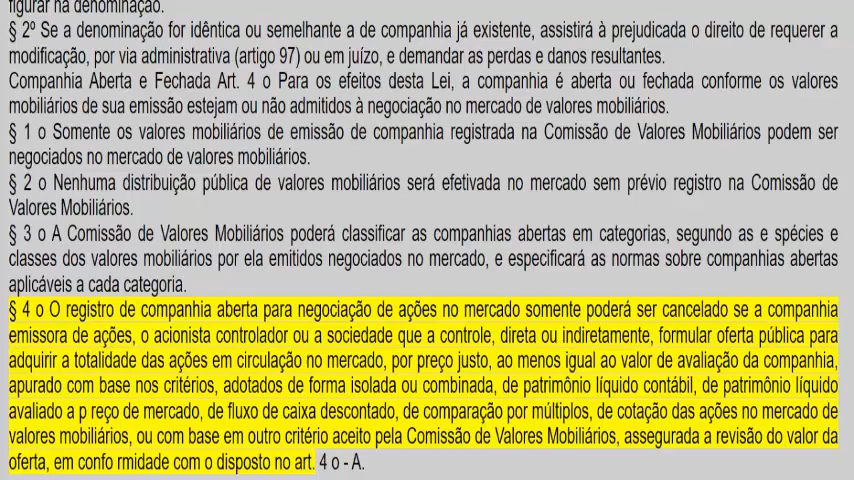 figurar na denominação.
§ 2º Se a denominação for idêntica ou semelhante a de companhia já existente, assistirá à prejudicada o direito de requerer a
modificação, por via administrativa (artigo 97) ou em juízo, e demandar as perdas e danos resultantes.
Companhia Aberta e Fechada Art. 4 o Para os efeitos desta Lei, a companhia é aberta ou fechada conforme os valores
mobiliários de sua emissão estejam ou não admitidos à negociação no mercado de valores mobiliários.
§ 1 o Somente os valores mobiliários de emissão de companhia registrada na Comissão de Valores Mobiliários podem ser
negociados no mercado de valores mobiliários.
§ 2 o Nenhuma distribuição pública de valores mobiliários será efetivada no mercado sem prévio registro na Comissão de
Valores Mobiliários.
§ 3 o A Comissão de Valores Mobiliários poderá classificar as companhias abertas em categorias, segundo as e spécies e
classes dos valores mobiliários por ela emitidos negociados no mercado, e especificará as normas sobre companhias abertas
aplicáveis a cada categoria.
§ 4 o O registro de companhia aberta para negociação de ações no mercado somente poderá ser cancelado se a companhia
emissora de ações, o acionista controlador ou a sociedade que a controle, direta ou indiretamente, formular oferta pública para
adquirir a totalidade das ações em circulação no mercado, por preço justo, ao menos igual ao valor de avaliação da companhia,
apurado com base nos critérios, adotados de forma isolada ou combinada, de patrimônio líquido contábil, de patrimônio líquido
avaliado a p reço de mercado, de fluxo de caixa descontado, de comparação por múltiplos, de cotação das ações no mercado de
valores mobiliários, ou com base em outro critério aceito pela Comissão de Valores Mobiliários, assegurada a revisão do valor da
oferta, em confo rmidade com o disposto no art. 4 o - A.